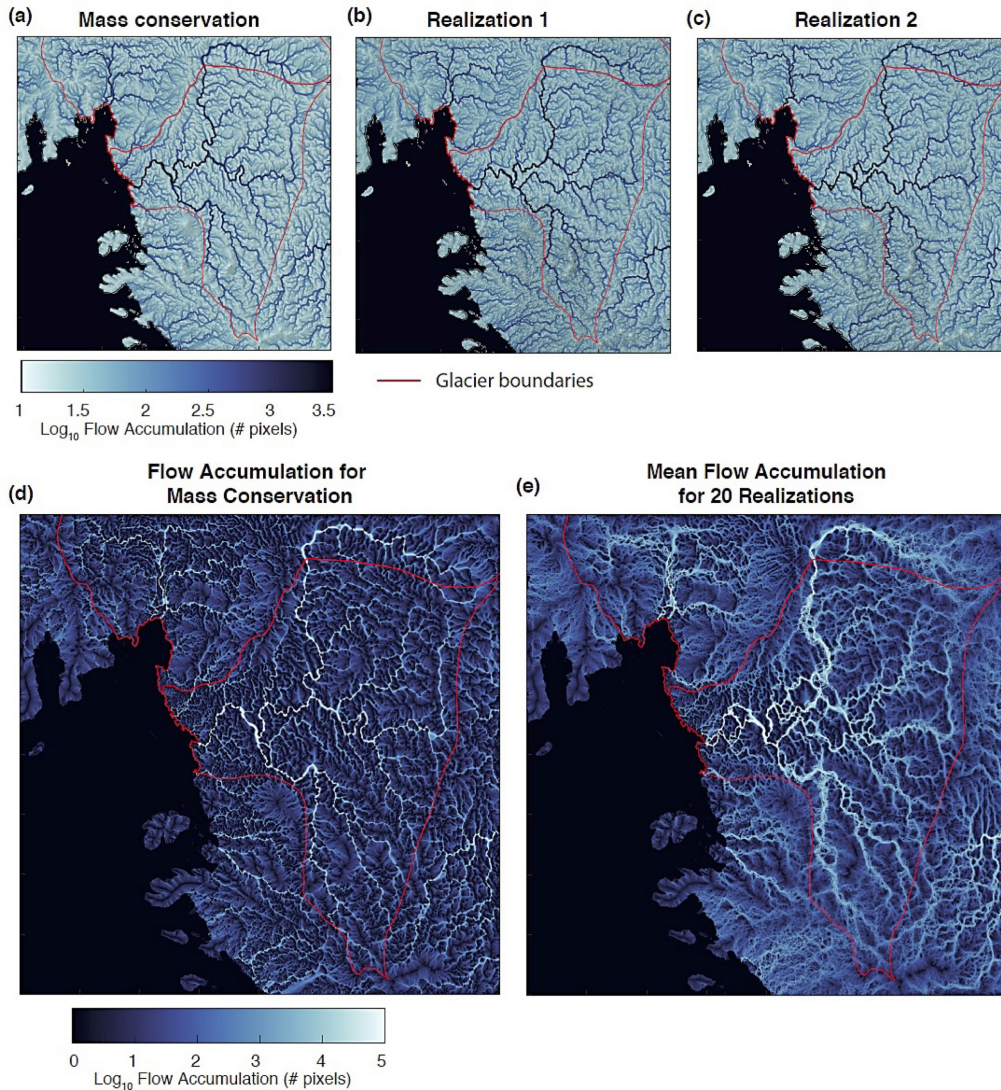 (a) Mass conservation
(b) Realization 1
(c) Realization 2
1 1.5 2 2.5 3 3.5
Log10 Flow Accumulation (# pixels)
Glacier boundaries
(d) Flow Accumulation for
Mass Conservation
(e) Mean Flow Accumulation
for 20 Realizations
0 1 2 3 4 5
Log10 Flow Accumulation (# pixels)